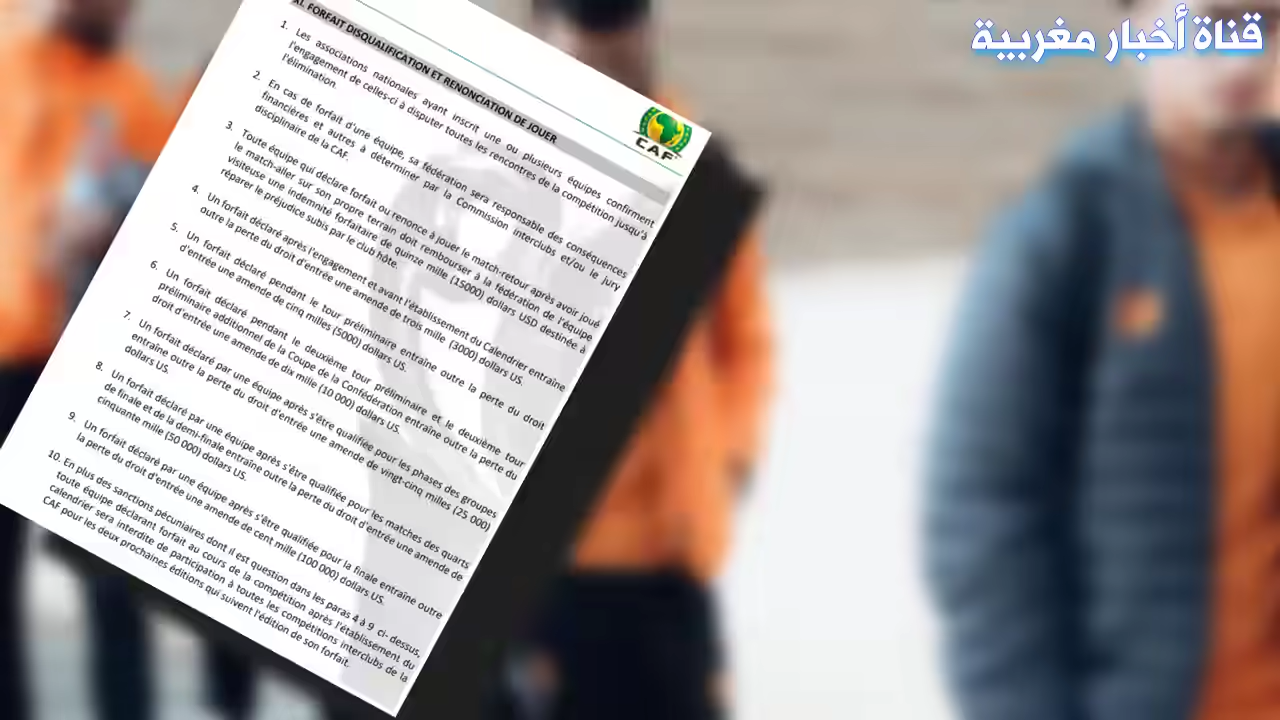 قناة أخبار مغربية
XI. FORFAIT DISQUALIFICATION ET RENONCIATION DE JOUER
CAF
1. Les associations nationales ayant inscrit une ou plusieurs équipes confirment
l'engagement de celles-ci à disputer toutes les rencontres de la compétition jusqu'à
l'élimination.
2. En cas de forfait d'une équipe, sa fédération sera responsable des conséquences
financières et autres à déterminer par la Commission interclubs et/ou le jury
disciplinaire de la CAF.
3. Toute équipe qui déclare forfait ou renonce à jouer le match-retour après avoir joué
le match-aller sur son propre terrain doit rembourser à la fédération de l'équipe
visiteuse une indemnité forfaitaire de quinze mille (15000) dollars USD destinée à
réparer le préjudice subis par le club hôte.
4. Un forfait déclaré après l'engagement et avant l'établissement du Calendrier entraîne
outre la perte du droit d'entrée une amende de trois mille (3000) dollars US.
5. Un forfait déclaré pendant le tour préliminaire entraîne outre la perte du droit
d'entrée une amende de cinq milles (5000) dollars US.
6. Un forfait déclaré pendant le deuxième tour préliminaire et le deuxième tour
préliminaire additionnel de la Coupe de la Confédération entraîne outre la perte du
droit d'entrée une amende de dix mille (10 000) dollars US.
7. Un forfait déclaré par une équipe après s'être qualifiée pour les phases des groupes
entraîne outre la perte du droit d'entrée une amende de vingt-cinq milles (25 000)
dollars US.
8. Un forfait déclaré par une équipe après s'être qualifiée pour les matches des quarts
de finale et de la demi-finale entraîne outre la perte du droit d'entrée une amende de
cinquante mille (50 000) dollars US.
9. Un forfait déclaré par une équipe après s'être qualifiée pour la finale entraîne outre
la perte du droit d'entrée une amende de cent mille (100 000) dollars US.
10. En plus des sanctions pécuniaires dont il est question dans les paras 4 à 9 ci- dessus,
toute équipe déclarant forfait au cours de la compétition après l'établissement du
calendrier sera interdite de participation à toutes les compétitions interclubs de la
CAF pour les deux prochaines éditions qui suivent l'édition de son forfait.